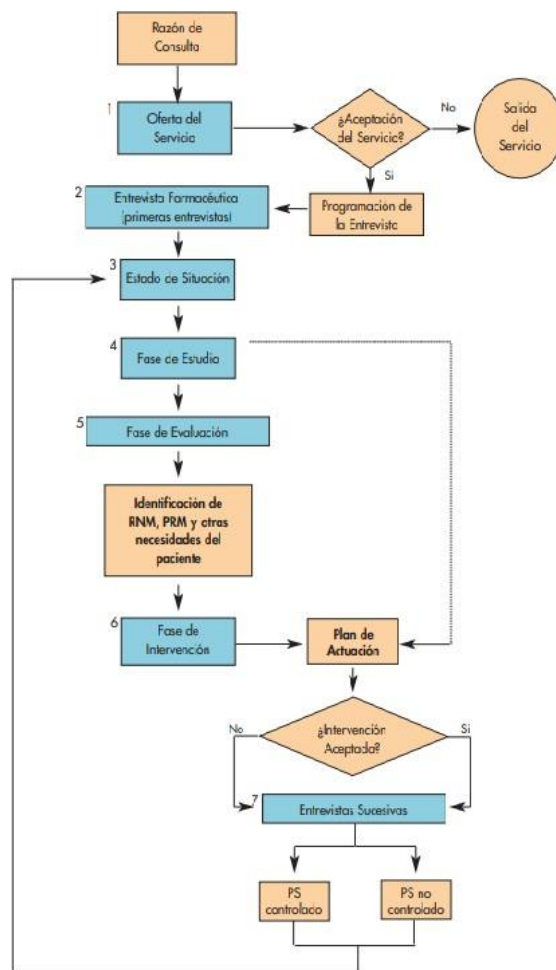 Razón de
Consulta
1
Oferta del
Servicio
¿Aceptación
del Servicio?
No
Salida
del
Servicio
Si
2
Entrevista Farmacéutica
(primeras entrevistas)
Programación de
la Entrevista
3
Estado de Situación
4
Fase de Estudio
5
Fase de Evaluación
Identificación de
RNM, PRM y otras
necesidades del
paciente
6
Fase de
Intervención
Plan de
Actuación
No
¿Intervención
Aceptada?
Si
7
Entrevistas Sucesivas
PS
controlado
PS no
controlado